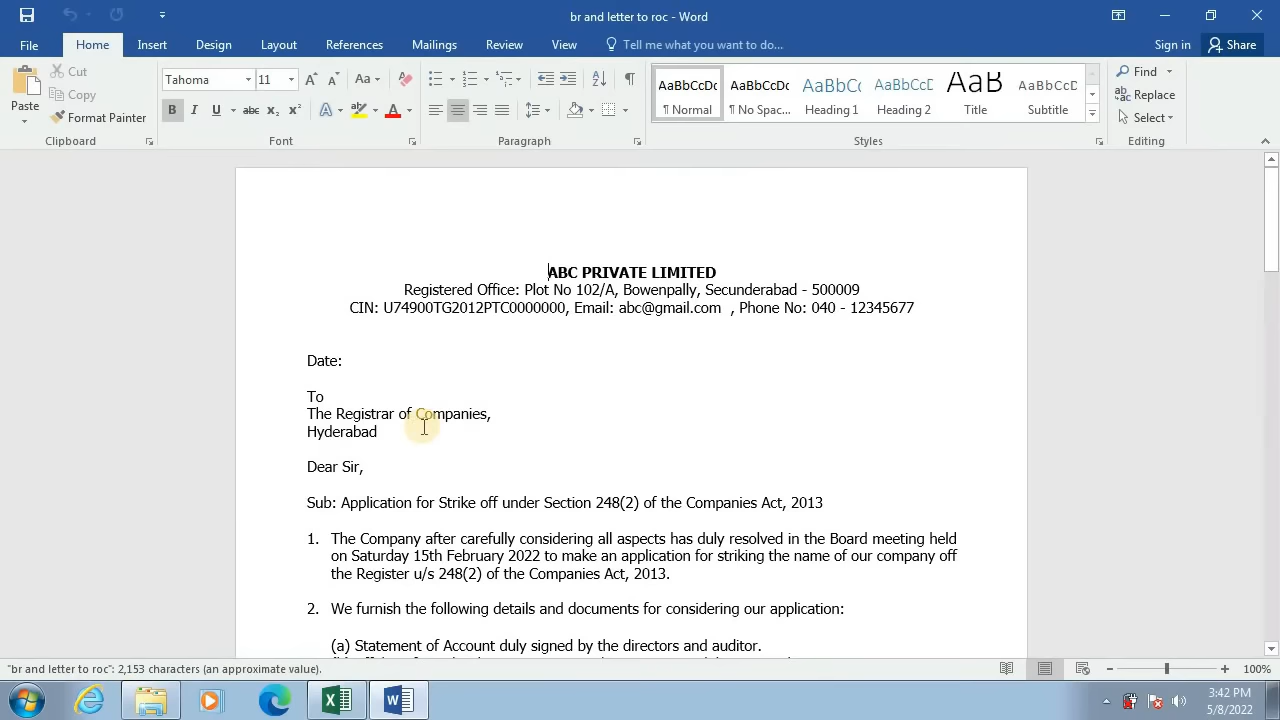 br and letter to roc - Word
File
Home
Insert
Design
Layout
References
Mailings
Review
View
Tell me what you want to do...
Sign in
Share
Paste
Cut
Copy
Format Painter
Clipboard
Tahoma
11
Font
Paragraph
AaBbCcDc
¶ Normal
AaBbCcDc
¶ No Spac...
AaBbC
Heading 1
AaBbCcD
Heading 2
AaB
Title
AaBbCcD
Subtitle
Styles
Find
Replace
Select
Editing
ABC PRIVATE LIMITED
Registered Office: Plot No 102/A, Bowenpally, Secunderabad - 500009
CIN: U74900TG2012PTC0000000, Email: abc@gmail.com , Phone No: 040 - 12345677
Date:
To
The Registrar of Companies,
Hyderabad
Dear Sir,
Sub: Application for Strike off under Section 248(2) of the Companies Act, 2013
1. The Company after carefully considering all aspects has duly resolved in the Board meeting held
on Saturday 15th February 2022 to make an application for striking the name of our company off
the Register u/s 248(2) of the Companies Act, 2013.
2. We furnish the following details and documents for considering our application:
(a) Statement of Account duly signed by the directors and auditor.
"br and letter to roc": 2,153 characters (an approximate value).
100%
3:42 PM
5/8/2022